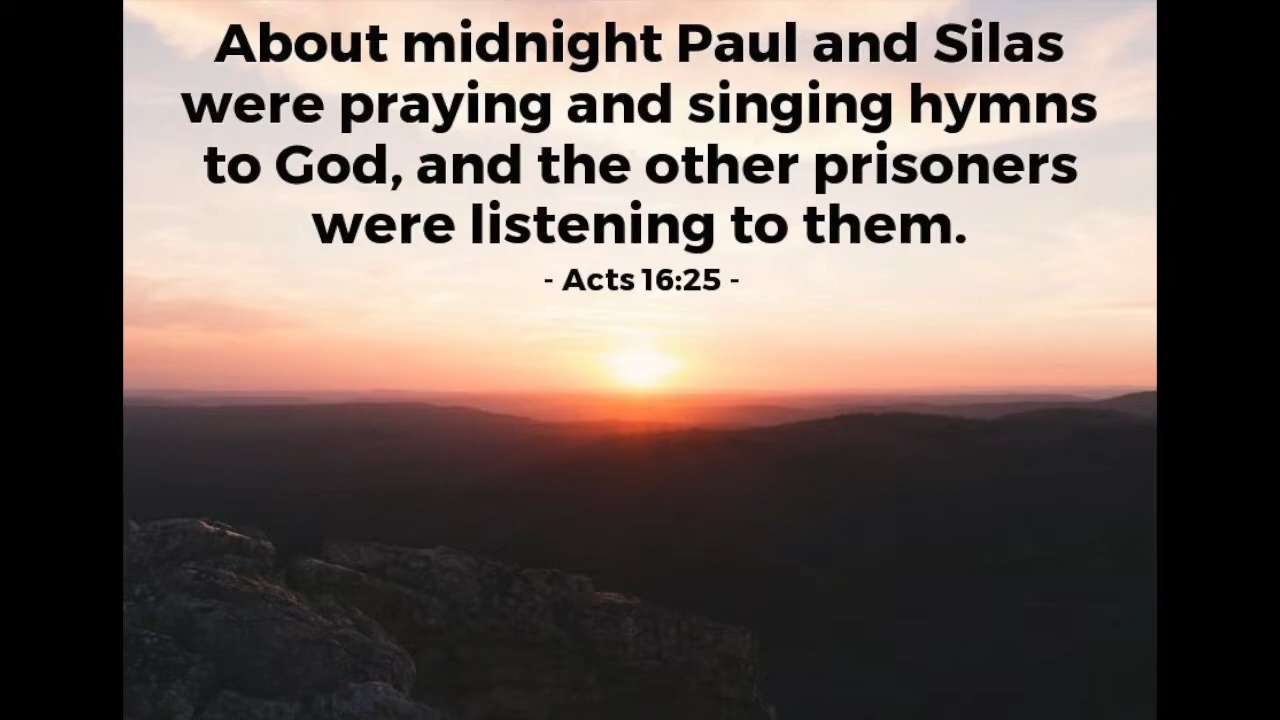 About midnight Paul and Silas
were praying and singing hymns
to God, and the other prisoners
were listening to them.
- Acts 16:25 -